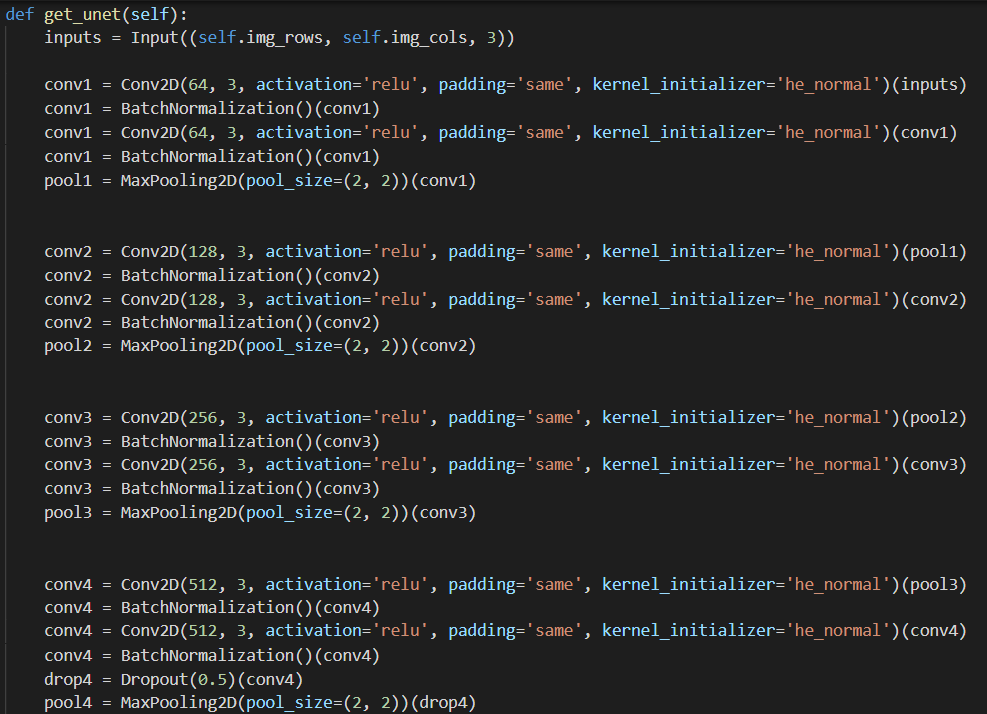 def get_unet(self):
    inputs = Input((self.img_rows, self.img_cols, 3))

    conv1 = Conv2D(64, 3, activation='relu', padding='same', kernel_initializer='he_normal')(inputs)
    conv1 = BatchNormalization()(conv1)
    conv1 = Conv2D(64, 3, activation='relu', padding='same', kernel_initializer='he_normal')(conv1)
    conv1 = BatchNormalization()(conv1)
    pool1 = MaxPooling2D(pool_size=(2, 2))(conv1)


    conv2 = Conv2D(128, 3, activation='relu', padding='same', kernel_initializer='he_normal')(pool1)
    conv2 = BatchNormalization()(conv2)
    conv2 = Conv2D(128, 3, activation='relu', padding='same', kernel_initializer='he_normal')(conv2)
    conv2 = BatchNormalization()(conv2)
    pool2 = MaxPooling2D(pool_size=(2, 2))(conv2)


    conv3 = Conv2D(256, 3, activation='relu', padding='same', kernel_initializer='he_normal')(pool2)
    conv3 = BatchNormalization()(conv3)
    conv3 = Conv2D(256, 3, activation='relu', padding='same', kernel_initializer='he_normal')(conv3)
    conv3 = BatchNormalization()(conv3)
    pool3 = MaxPooling2D(pool_size=(2, 2))(conv3)


    conv4 = Conv2D(512, 3, activation='relu', padding='same', kernel_initializer='he_normal')(pool3)
    conv4 = BatchNormalization()(conv4)
    conv4 = Conv2D(512, 3, activation='relu', padding='same', kernel_initializer='he_normal')(conv4)
    conv4 = BatchNormalization()(conv4)
    drop4 = Dropout(0.5)(conv4)
    pool4 = MaxPooling2D(pool_size=(2, 2))(drop4)